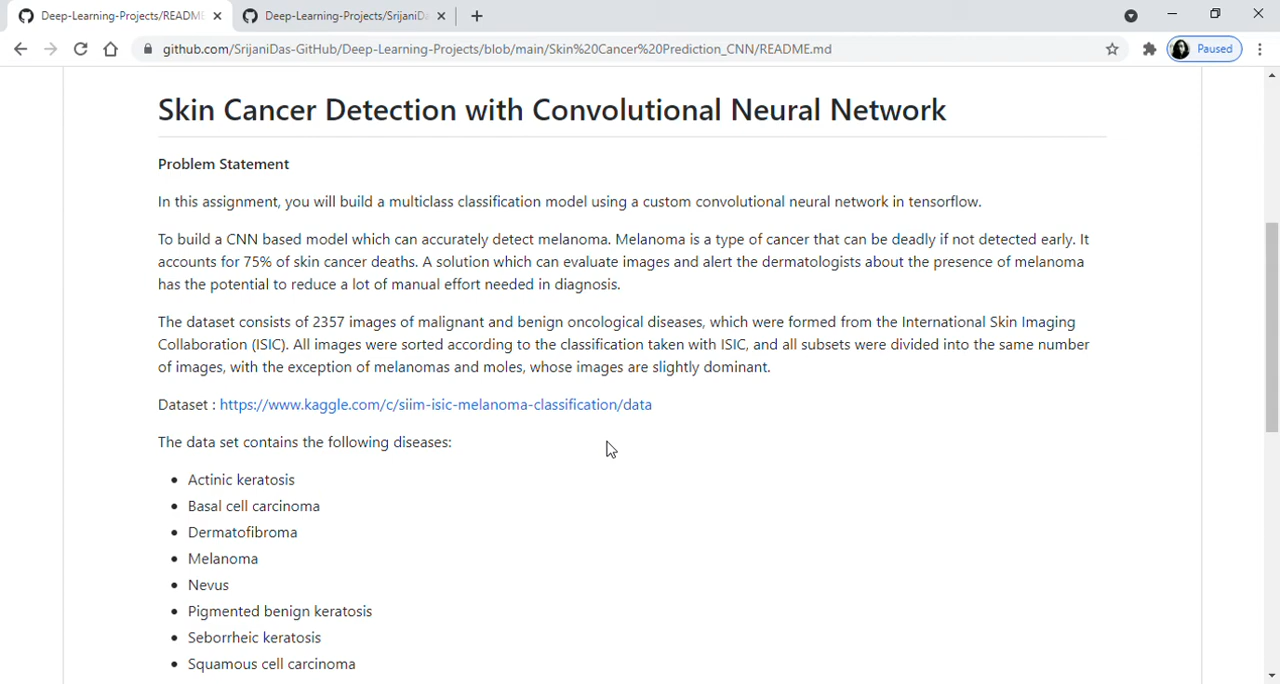 Deep-Learning-Projects/README
Deep-Learning-Projects/SrijaniDa
github.com/SrijaniDas-GitHub/Deep-Learning-Projects/blob/main/Skin%20Cancer%20Prediction_CNN/README.md
Paused
Skin Cancer Detection with Convolutional Neural Network
Problem Statement
In this assignment, you will build a multiclass classification model using a custom convolutional neural network in tensorflow.
To build a CNN based model which can accurately detect melanoma. Melanoma is a type of cancer that can be deadly if not detected early. It
accounts for 75% of skin cancer deaths. A solution which can evaluate images and alert the dermatologists about the presence of melanoma
has the potential to reduce a lot of manual effort needed in diagnosis.
The dataset consists of 2357 images of malignant and benign oncological diseases, which were formed from the International Skin Imaging
Collaboration (ISIC). All images were sorted according to the classification taken with ISIC, and all subsets were divided into the same number
of images, with the exception of melanomas and moles, whose images are slightly dominant.
Dataset : https://www.kaggle.com/c/siim-isic-melanoma-classification/data
The data set contains the following diseases:
• Actinic keratosis
• Basal cell carcinoma
• Dermatofibroma
• Melanoma
• Nevus
• Pigmented benign keratosis
• Seborrheic keratosis
• Squamous cell carcinoma